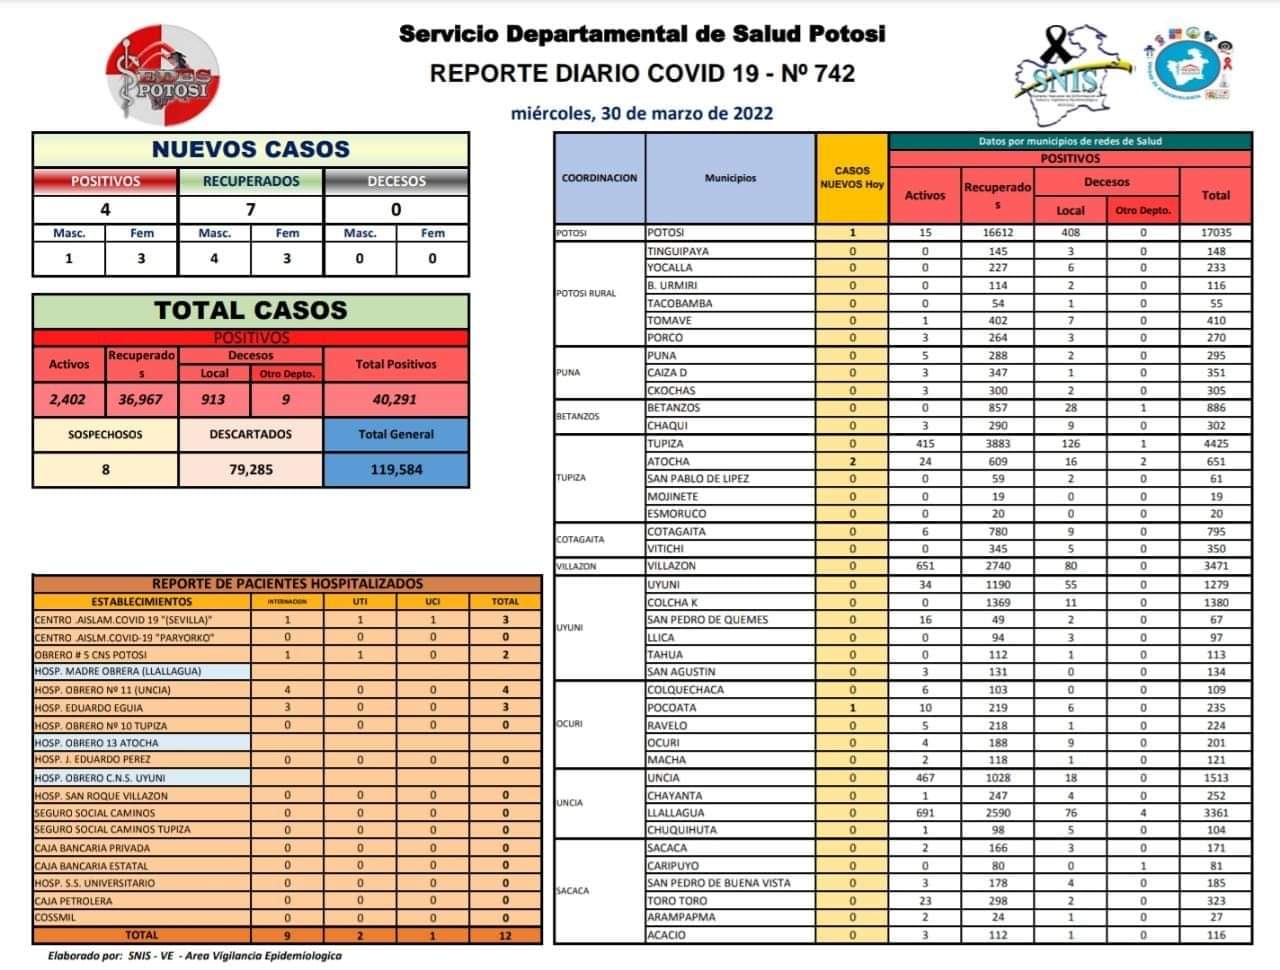 Servicio Departamental de Salud Potosi
REPORTE DIARIO COVID 19 - Nº 742
miércoles, 30 de marzo de 2022
REDES
POTOSI
SNIS
NUEVOS CASOS
POSITIVOS RECUPERADOS DECESOS
4 7 0
Masc. Fem Masc. Fem Masc. Fem
1 3 4 3 0 0
TOTAL CASOS
POSITIVOS
Activos Recuperados Decesos Total Positivos
Local Otro Depto.
2,402 36,967 913 9 40,291
SOSPECHOSOS DESCARTADOS Total General
8 79,285 119,584
REPORTE DE PACIENTES HOSPITALIZADOS
ESTABLECIMIENTOS INTERNACION UTI UCI TOTAL
CENTRO .AISLAM.COVID 19 "(SEVILLA)" 1 1 1 3
CENTRO .AISLM.COVID-19 "PARYORKO" 0 0 0 0
OBRERO # 5 CNS POTOSI 1 1 0 2
HOSP. MADRE OBRERA (LLALLAGUA)
HOSP. OBRERO Nº 11 (UNCIA) 4 0 0 4
HOSP. EDUARDO EGUIA 3 0 0 3
HOSP. OBRERO Nº 10 TUPIZA 0 0 0 0
HOSP. OBRERO 13 ATOCHA
HOSP. J. EDUARDO PEREZ 0 0 0 0
HOSP. OBRERO C.N.S. UYUNI
HOSP. SAN ROQUE VILLAZON 0 0 0 0
SEGURO SOCIAL CAMINOS 0 0 0 0
SEGURO SOCIAL CAMINOS TUPIZA 0 0 0 0
CAJA BANCARIA PRIVADA 0 0 0 0
CAJA BANCARIA ESTATAL 0 0 0 0
HOSP. S.S. UNIVERSITARIO 0 0 0 0
CAJA PETROLERA 0 0 0 0
COSSMIL 0 0 0 0
TOTAL 9 2 1 12
Elaborado por: SNIS - VE - Area Vigilancia Epidemiologica
Datos por municipios de redes de Salud
POSITIVOS
COORDINACION Municipios CASOS NUEVOS Hoy Activos Recuperados Decesos Total
Local Otro Depto.
POTOSI POTOSI 1 15 16612 408 0 17035
POTOSI RURAL TINGUIPAYA 0 0 145 3 0 148
YOCALLA 0 0 227 6 0 233
B. URMIRI 0 0 114 2 0 116
TACOBAMBA 0 0 54 1 0 55
TOMAVE 0 1 402 7 0 410
PORCO 0 3 264 3 0 270
PUNA PUNA 0 5 288 2 0 295
CAIZA D 0 3 347 1 0 351
CKOCHAS 0 3 300 2 0 305
BETANZOS BETANZOS 0 0 857 28 1 886
CHAQUI 0 3 290 9 0 302
TUPIZA TUPIZA 0 415 3883 126 1 4425
ATOCHA 2 24 609 16 2 651
SAN PABLO DE LIPEZ 0 0 59 2 0 61
MOJINETE 0 0 19 0 0 19
ESMORUCO 0 0 20 0 0 20
COTAGAITA COTAGAITA 0 6 780 9 0 795
VITICHI 0 0 345 5 0 350
VILLAZON VILLAZON 0 651 2740 80 0 3471
UYUNI UYUNI 0 34 1190 55 0 1279
COLCHA K 0 0 1369 11 0 1380
SAN PEDRO DE QUEMES 0 16 49 2 0 67
LLICA 0 0 94 3 0 97
TAHUA 0 0 112 1 0 113
SAN AGUSTIN 0 3 131 0 0 134
OCURI COLQUECHACA 0 6 103 0 0 109
POCOATA 1 10 219 6 0 235
RAVELO 0 5 218 1 0 224
OCURI 0 4 188 9 0 201
MACHA 0 2 118 1 0 121
UNCIA UNCIA 0 467 1028 18 0 1513
CHAYANTA 0 1 247 4 0 252
LLALLAGUA 0 691 2590 76 4 3361
CHUQUIHUTA 0 1 98 5 0 104
SACACA SACACA 0 2 166 3 0 171
CARIPUYO 0 0 80 0 1 81
SAN PEDRO DE BUENA VISTA 0 3 178 4 0 185
TORO TORO 0 23 298 2 0 323
ARAMPAPMA 0 2 24 1 0 27
ACACIO 0 3 112 1 0 116